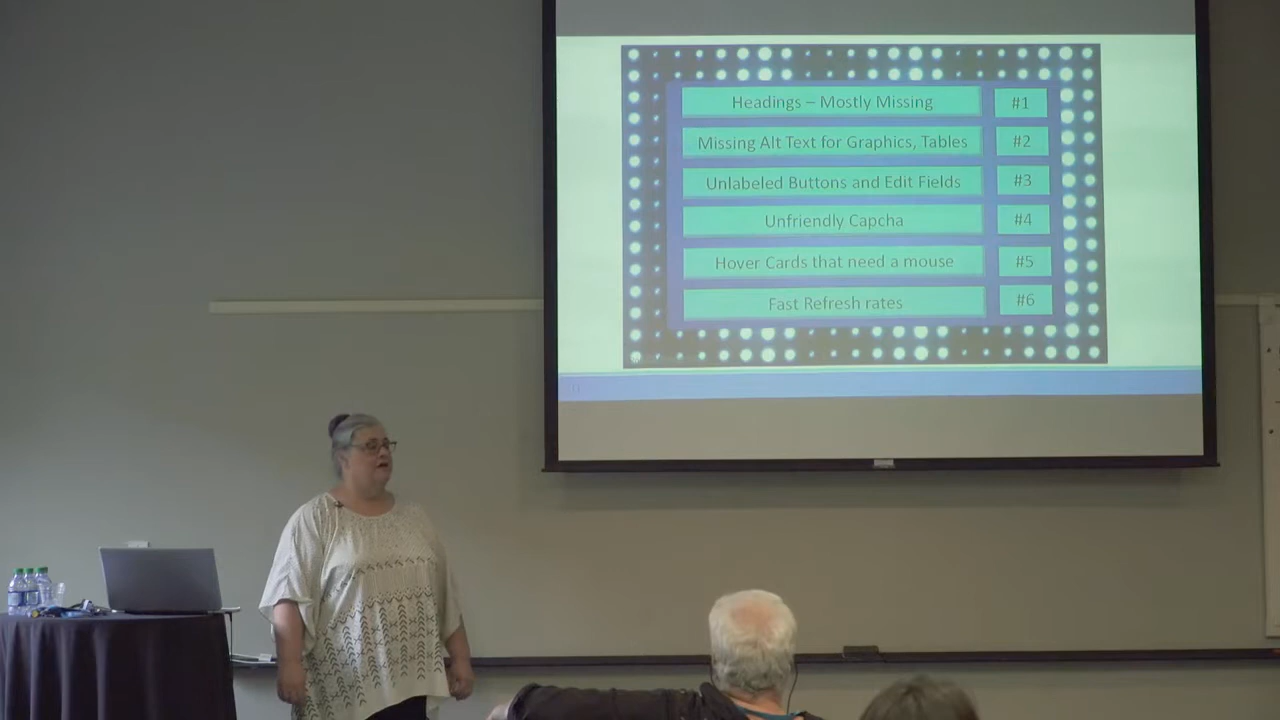 Headings – Mostly Missing #1
Missing Alt Text for Graphics, Tables #2
Unlabeled Buttons and Edit Fields #3
Unfriendly Capcha #4
Hover Cards that need a mouse #5
Fast Refresh rates #6